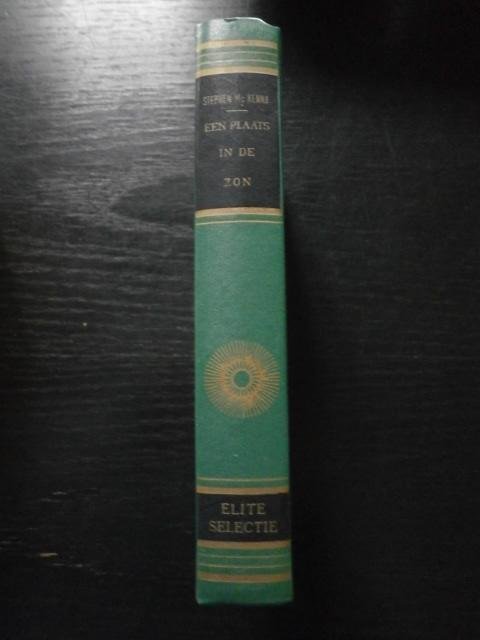 STEPHEN Mc KENNA
EEN PLAATS
IN DE
ZON
ELITE
SELECTIE